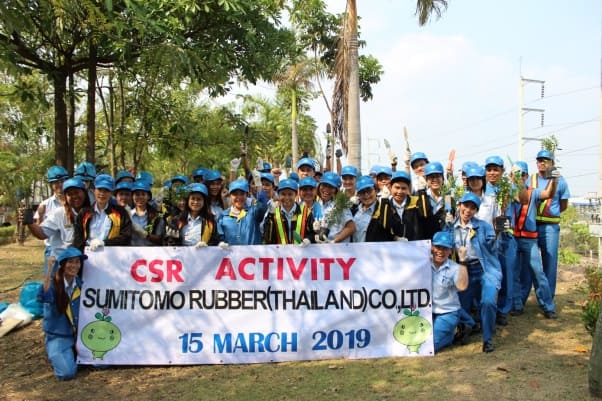 CSR ACTIVITY
SUMITOMO RUBBER(THAILAND)CO.,LTD.
15 MARCH 2019